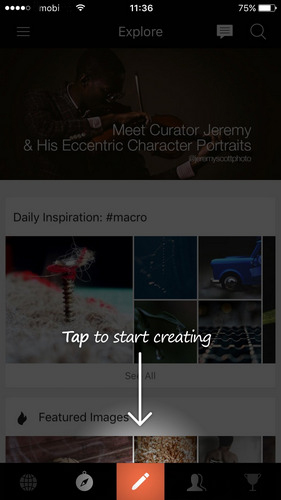 mobi 11:36 75%
Explore
Meet Curator Jeremy
& His Eccentric Character Portraits
@jeremyscottphoto
Daily Inspiration: #macro
Tap to start creating
See All
Featured Images